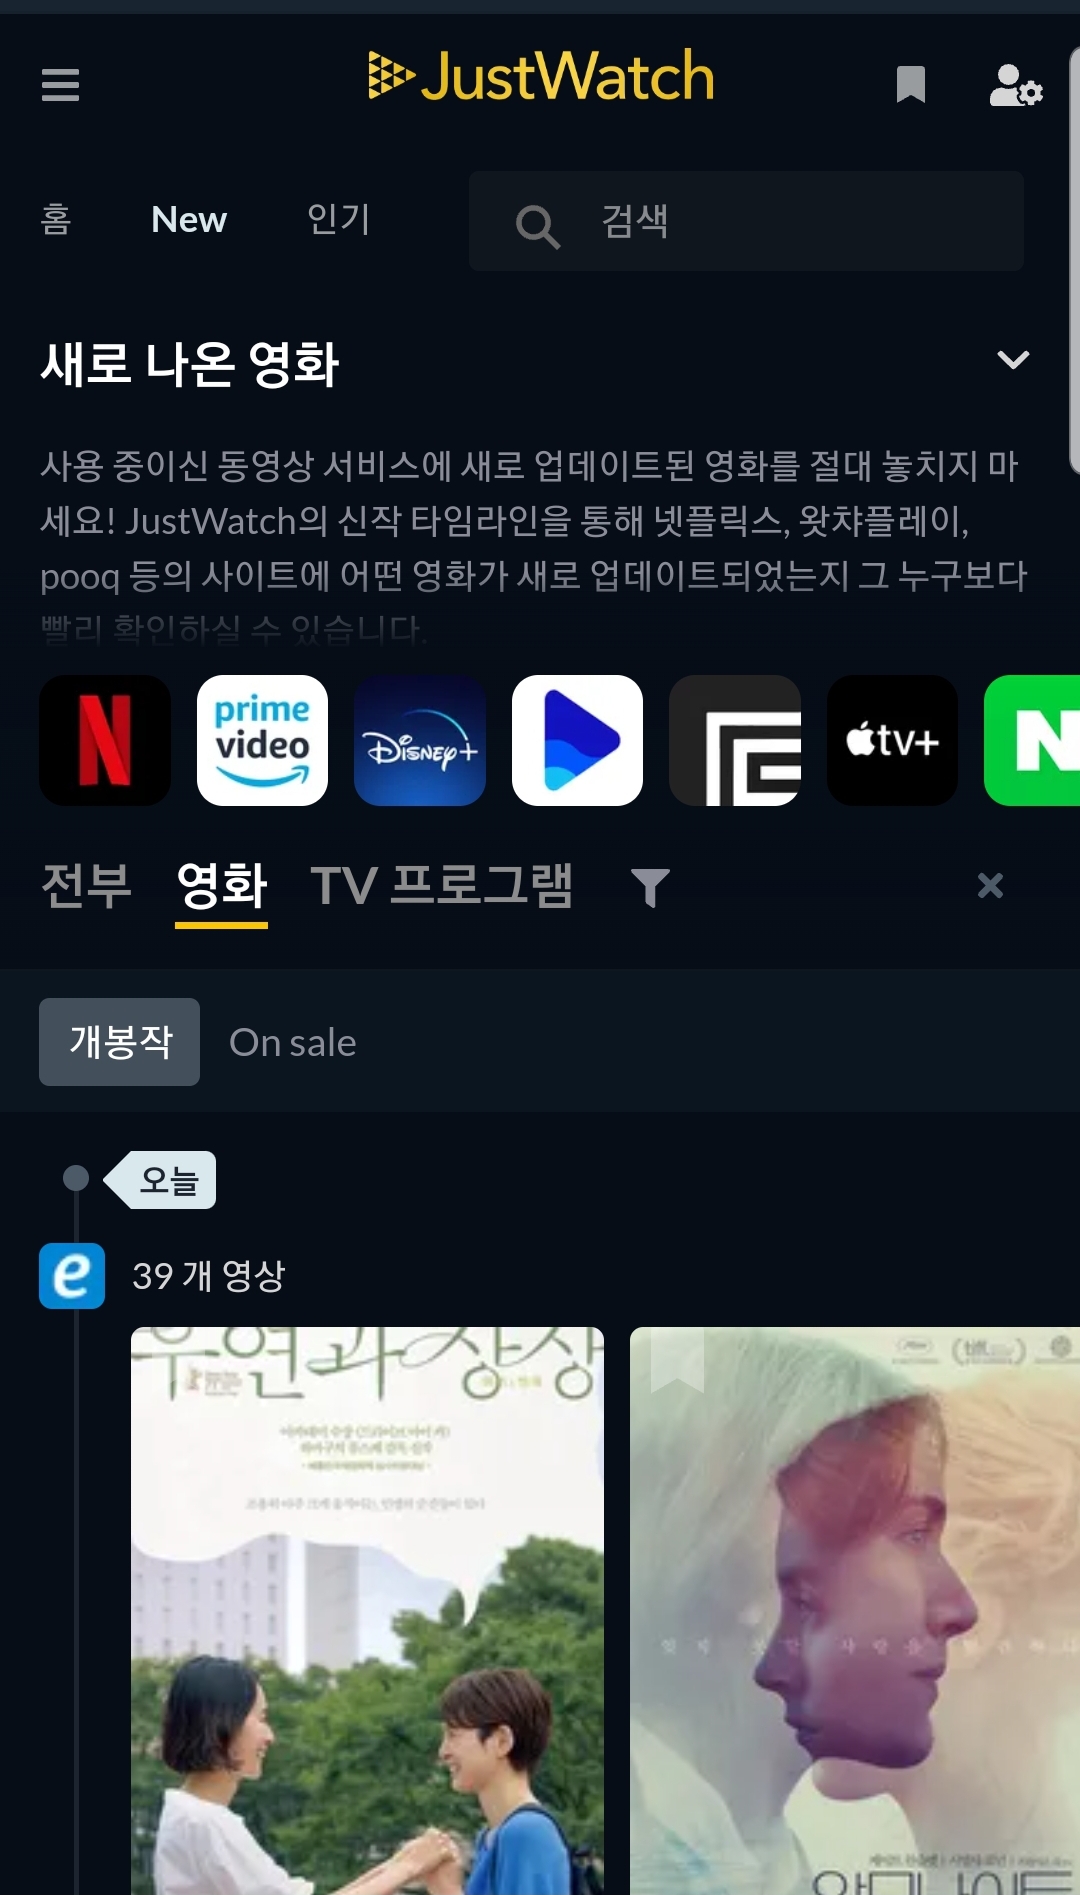 JustWatch
홈
New
인기
검색
새로 나온 영화
사용 중이신 동영상 서비스에 새로 업데이트된 영화를 절대 놓치지 마
세요! JustWatch의 신작 타임라인을 통해 넷플릭스, 왓챠플레이,
pooq 등의 사이트에 어떤 영화가 새로 업데이트되었는지 그 누구보다
빨리 확인하실 수 있습니다.
N
prime
video
Disney+
tv+
N
전부
영화
TV 프로그램
개봉작
On sale
오늘
e
39 개 영상
우연과 상상
tiff